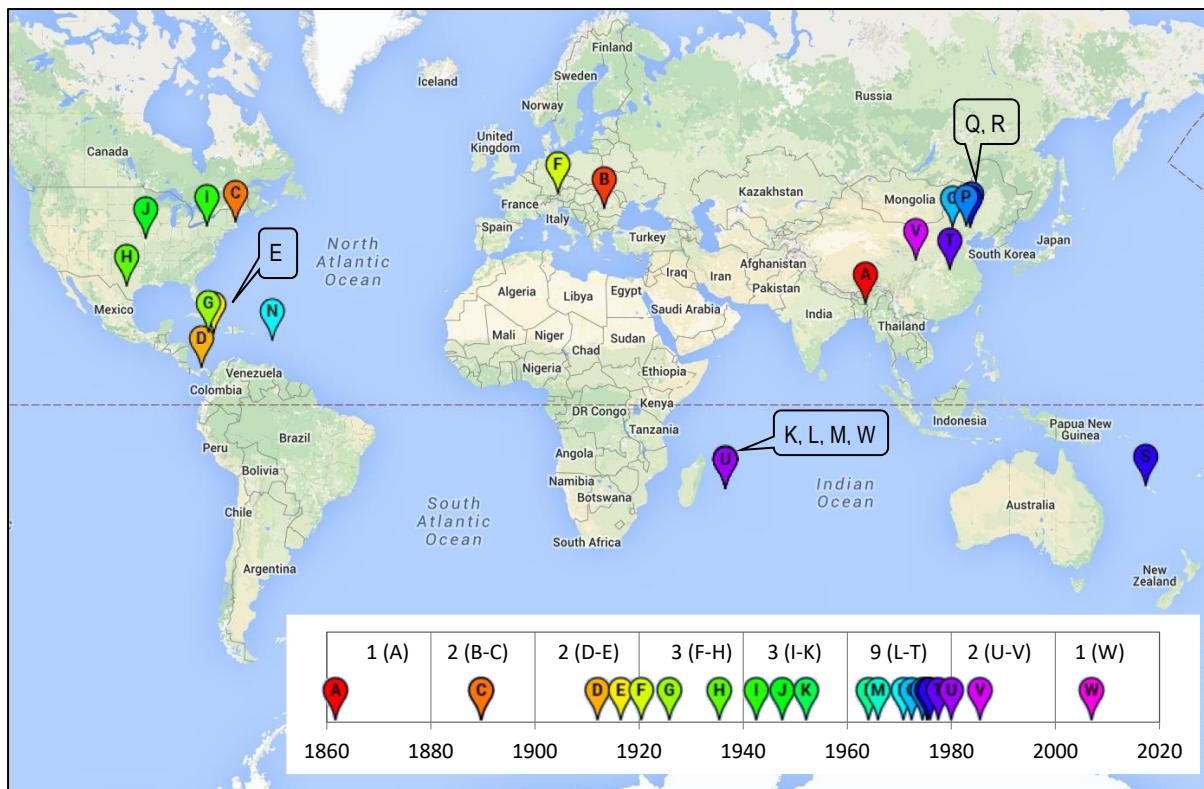 Finland
Iceland
Sweden
Norway
Russia
Q, R
United
Kingdom
Canada
F
B
C
I
J
France
Italy
Spain
Turkey
Kazakhstan
Mongolia
P
V
T
South Korea
Japan
North
Atlantic
Ocean
E
H
Mexico
G
N
D
Venezuela
Colombia
Algeria
Libya
Egypt
Iraq
Iran
Afghanistan
Pakistan
Saudi Arabia
A
India
Thailand
Mali
Niger
Chad
Sudan
Nigeria
Ethiopia
DR Congo
Kenya
Tanzania
K, L, M, W
U
Indonesia
Papua New
Guinea
S
Brazil
Peru
Bolivia
Chile
Argentina
South
Atlantic
Ocean
Angola
Namibia
Botswana
South Africa
Indian
Ocean
Australia
New
Zealand
1 (A) 2 (B-C) 2 (D-E) 3 (F-H) 3 (I-K) 9 (L-T) 2 (U-V) 1 (W)
A C D E F G H I J K M T U V W
1860 1880 1900 1920 1940 1960 1980 2000 2020